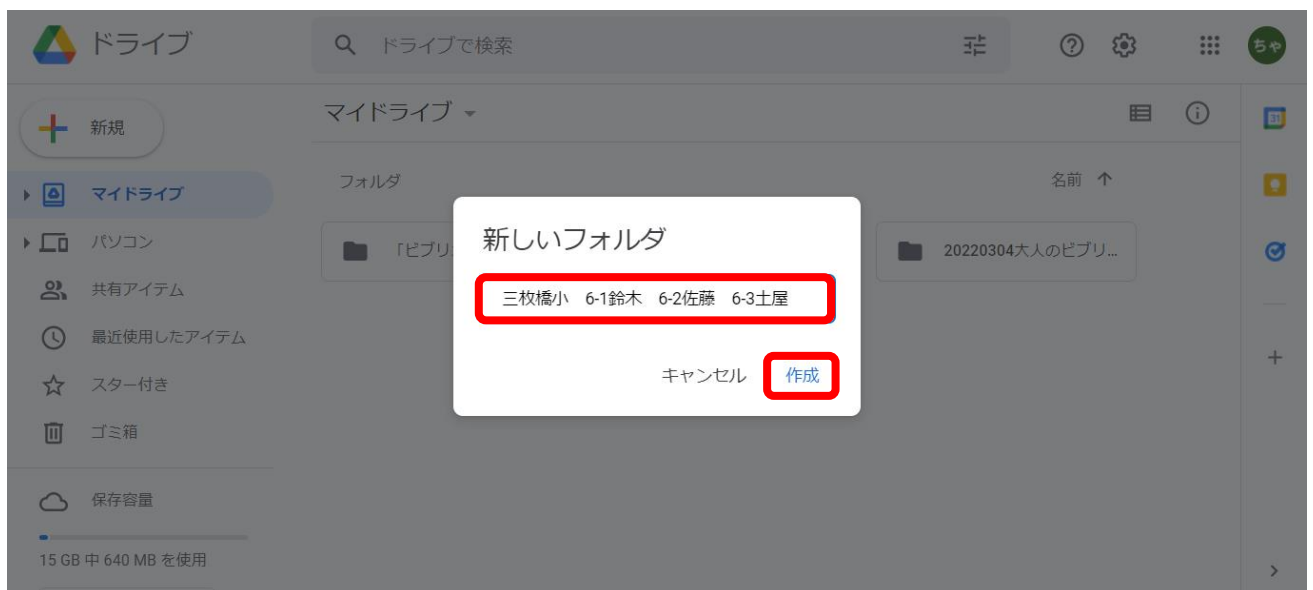 ドライブ
ドライブで検索
ちゃ
新規
マイドライブ
31
マイドライブ
パソコン
共有アイテム
最近使用したアイテム
スター付き
ゴミ箱
保存容量
15 GB 中 640 MB を使用
フォルダ
名前
「ビブリ
20220304大人のビブリ...
新しいフォルダ
三枚橋小　6-1鈴木　6-2佐藤　6-3土屋
キャンセル
作成